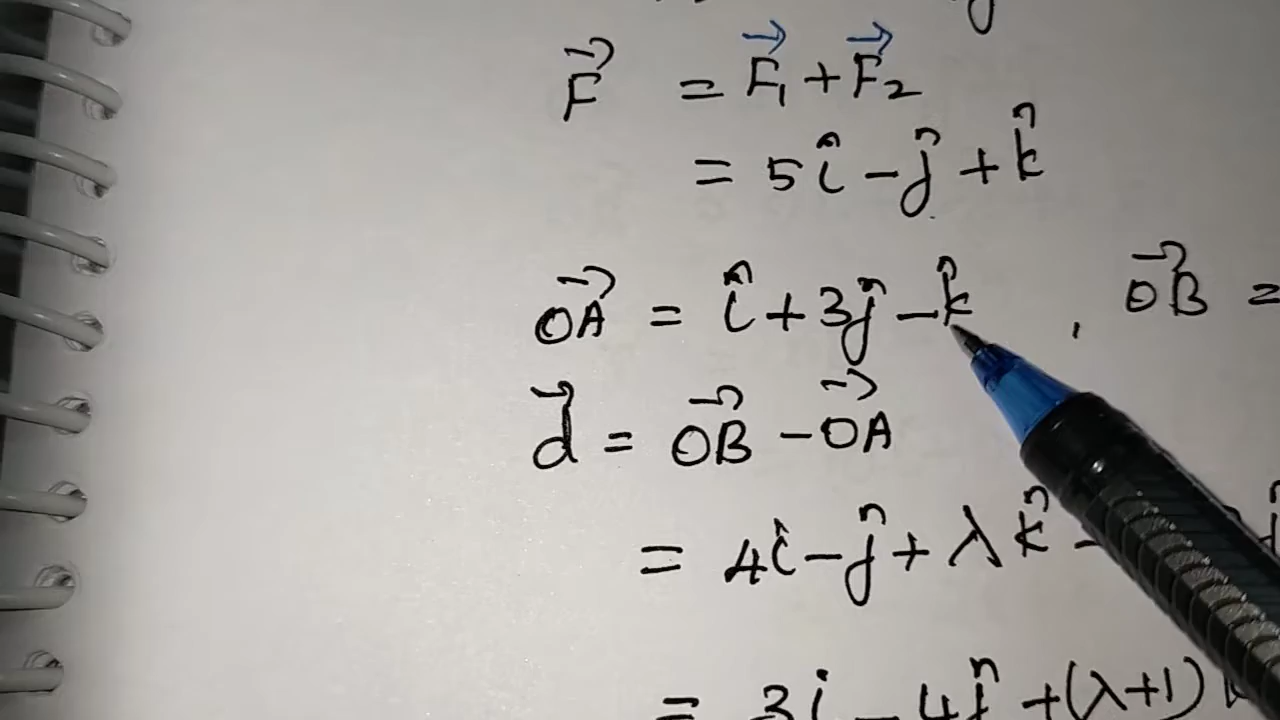 F⃗ = F⃗₁ + F⃗₂
= 5î - ĵ + k̂
OA⃗ = î + 3ĵ - k̂ , OB⃗ =
d⃗ = OB⃗ - OA⃗
= 4î - ĵ + λk̂ -
= 3î - 4ĵ + (λ+1)